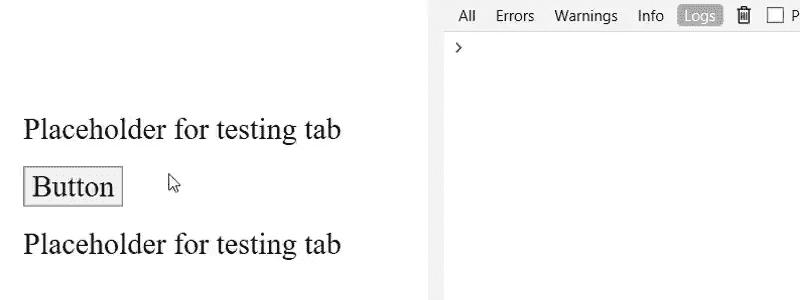 All Errors Warnings Info Logs P
Placeholder for testing tab
Button
Placeholder for testing tab